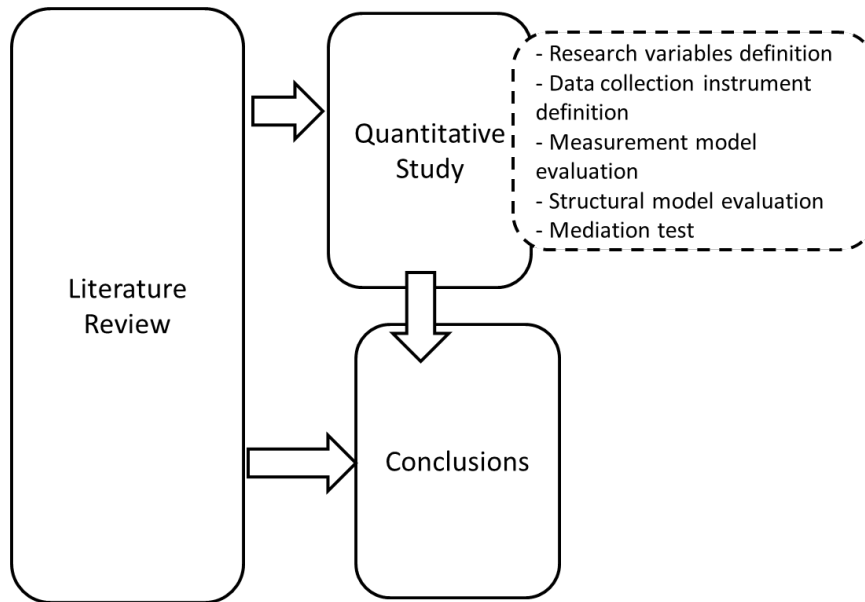 Literature
Review
Quantitative
Study
- Research variables definition
- Data collection instrument
definition
- Measurement model
evaluation
- Structural model evaluation
- Mediation test
Conclusions